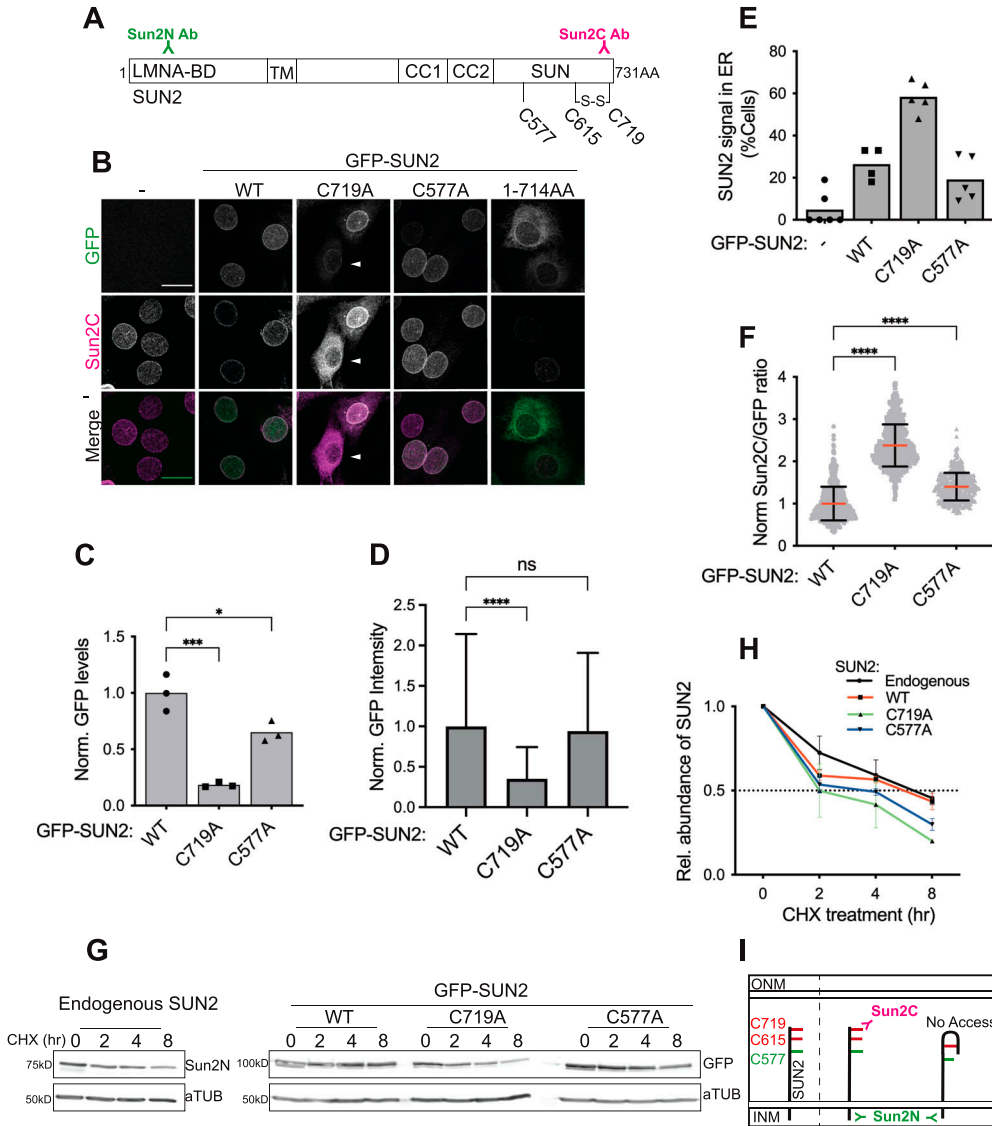 A
Sun2N Ab
Sun2C Ab
1 LMNA-BD TM CC1 CC2 SUN 731AA
SUN2
S-S
C577 C615 C719
B
GFP-SUN2
- WT C719A C577A 1-714AA
GFP
Sun2C
Merge
C
* 
***
Norm. GFP levels
1.5
1.0
0.5
0.0
GFP-SUN2: WT C719A C577A
D
ns
****
Norm. GFP Intemsity
2.5
2.0
1.5
1.0
0.5
0.0
GFP-SUN2: WT C719A C577A
E
SUN2 signal in ER
(%Cells)
80
60
40
20
0
GFP-SUN2: - WT C719A C577A
F
****
****
Norm Sun2C/GFP ratio
4
3
2
1
0
GFP-SUN2: WT C719A C577A
H
SUN2:
Endogenous
WT
C719A
C577A
Rel. abundance of SUN2
1.0
0.5
0.0
0 2 4 8
CHX treatment (hr)
G
Endogenous SUN2
CHX (hr) 0 2 4 8
75kD Sun2N
50kD aTUB
GFP-SUN2
WT C719A C577A
0 2 4 8 0 2 4 8 0 2 4 8
100kD GFP
50kD aTUB
I
ONM
Sun2C
No Access
C719
C615
C577
SUN2
INM
Sun2N